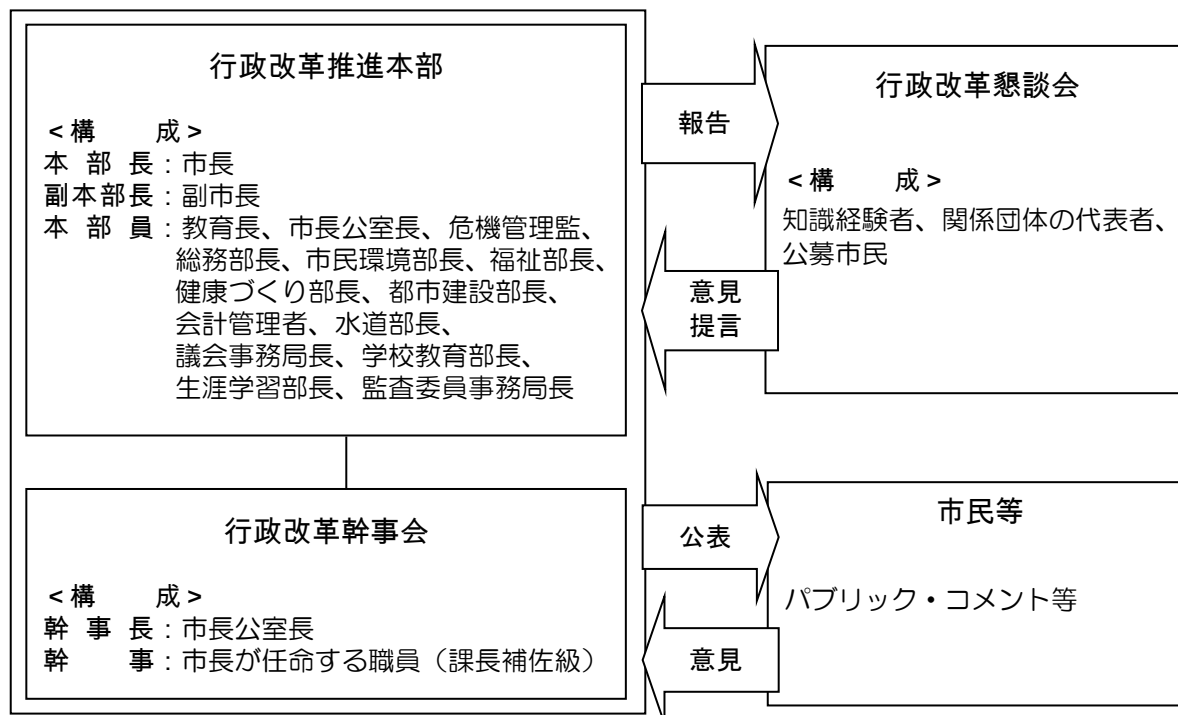 行政改革推進本部
<構　　成>
本 部 長：市長
副本部長：副市長
本 部 員：教育長、市長公室長、危機管理監、
総務部長、市民環境部長、福祉部長、
健康づくり部長、都市建設部長、
会計管理者、水道部長、
議会事務局長、学校教育部長、
生涯学習部長、監査委員事務局長
報告
意見
提言
行政改革懇談会
<構　　成>
知識経験者、関係団体の代表者、
公募市民
行政改革幹事会
<構　　成>
幹 事 長：市長公室長
幹　　事：市長が任命する職員（課長補佐級）
公表
意見
市民等
パブリック・コメント等